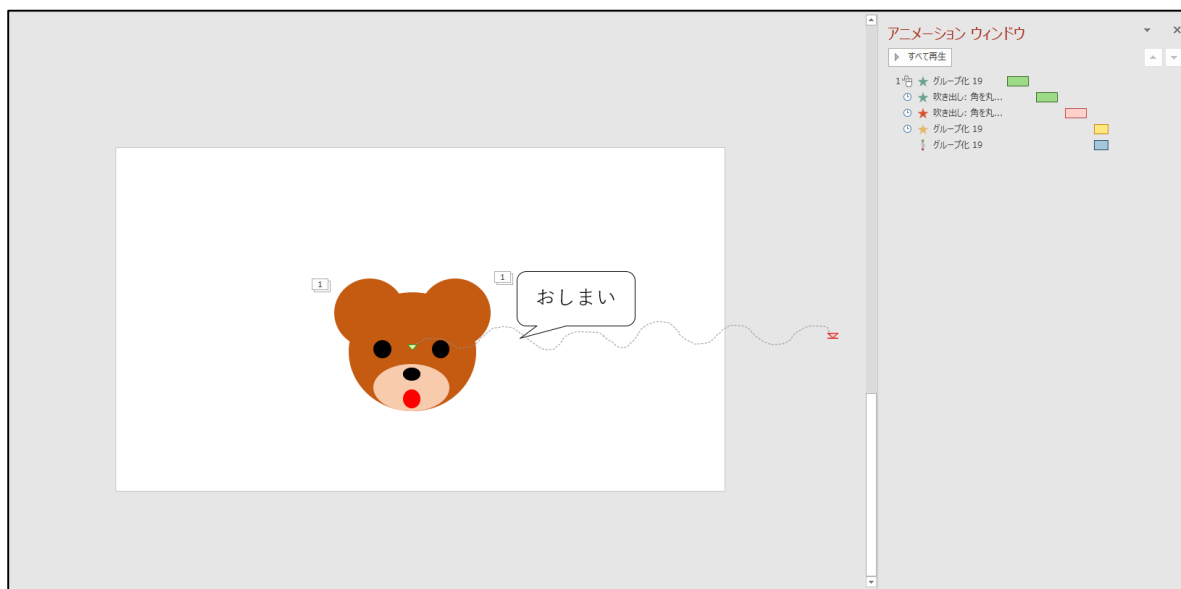 アニメーション ウィンドウ
すべて再生
1 グループ化 19
吹き出し: 角を丸...
吹き出し: 角を丸...
グループ化 19
グループ化 19
1
1
おしまい